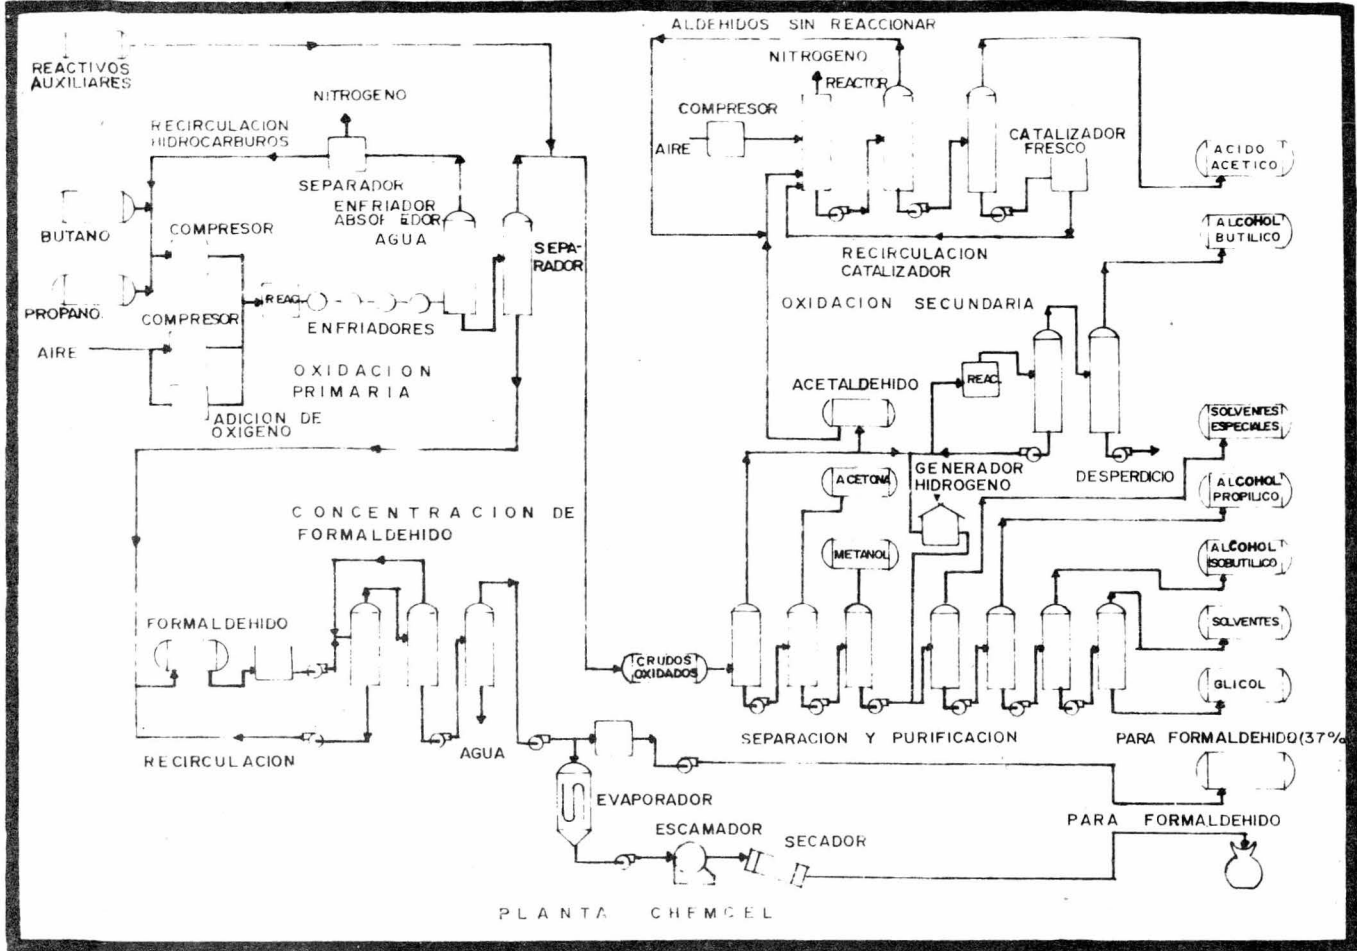 REACTIVOS
AUXILIARES
NITROGENO
RECIRCULACION
HIDROCARBUROS
SEPARADOR
ENFRIADOR
AGUA
SEPA-
RADOR
BUTANO
COMPRESOR
PROPANO.
COMPRESOR
REAC.
ENFRIADORES
AIRE
OXIDACION
PRIMARIA
ADICION DE
OXIGENO
ALDEHIDOS SIN REACCIONAR
NITROGENO
REACTOR
COMPRESOR
AIRE
CATALIZADOR
FRESCO
ACIDO
ACETICO
ALCOHOL
BUTILICO
RECIRCULACION
CATALIZADOR
OXIDACION SECUNDARIA
REAC.
ACETALDEHIDO
SOLVENTES
ESPECIALES
GENERADOR
HIDROGENO
DESPERDICIO
ACETONA
ALCOHOL
PROPILICO
METANOL
ALCOHOL
ISOBUTILICO
CONCENTRACION DE
FORMALDEHIDO
FORMALDEHIDO
SOLVENTES
CRUDOS
OXIDADOS
GLICOL
RECIRCULACION
AGUA
SEPARACION Y PURIFICACION
PARA FORMALDEHIDO(37%
EVAPORADOR
ESCAMADOR
SECADOR
PARA FORMALDEHIDO
PLANTA CHEMCEL